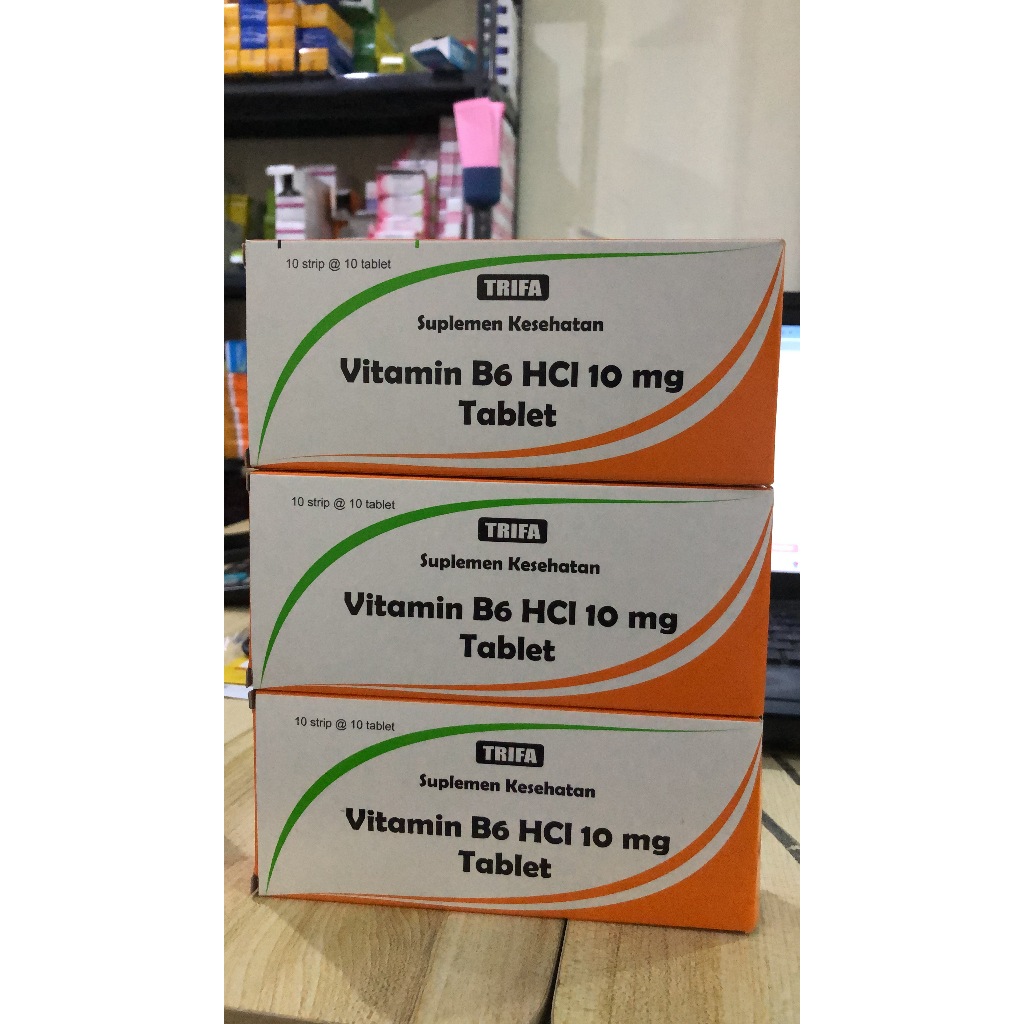 10 strip @ 10 tablet
TRIFA
Suplemen Kesehatan
Vitamin B6 HCl 10 mg
Tablet
10 strip @ 10 tablet
TRIFA
Suplemen Kesehatan
Vitamin B6 HCl 10 mg
Tablet
10 strip @ 10 tablet
TRIFA
Suplemen Kesehatan
Vitamin B6 HCl 10 mg
Tablet